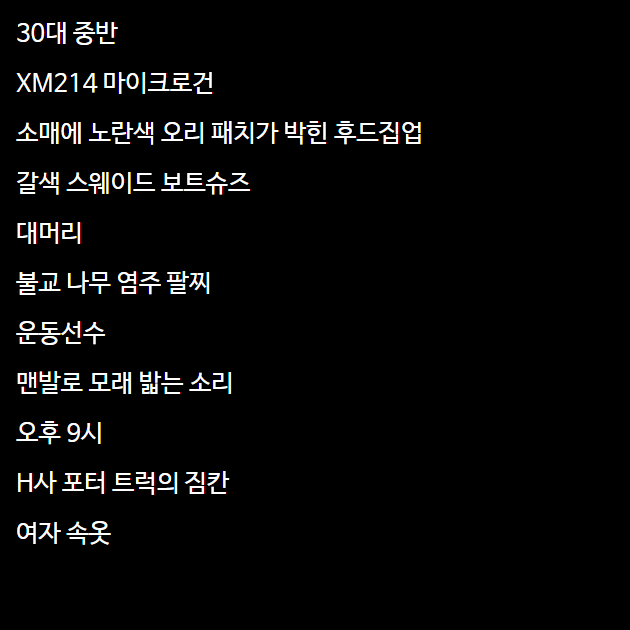 30대 중반
XM214 마이크로건
소매에 노란색 오리 패치가 박힌 후드집업
갈색 스웨이드 보트슈즈
대머리
불교 나무 염주 팔찌
운동선수
맨발로 모래 밟는 소리
오후 9시
H사 포터 트럭의 짐칸
여자 속옷